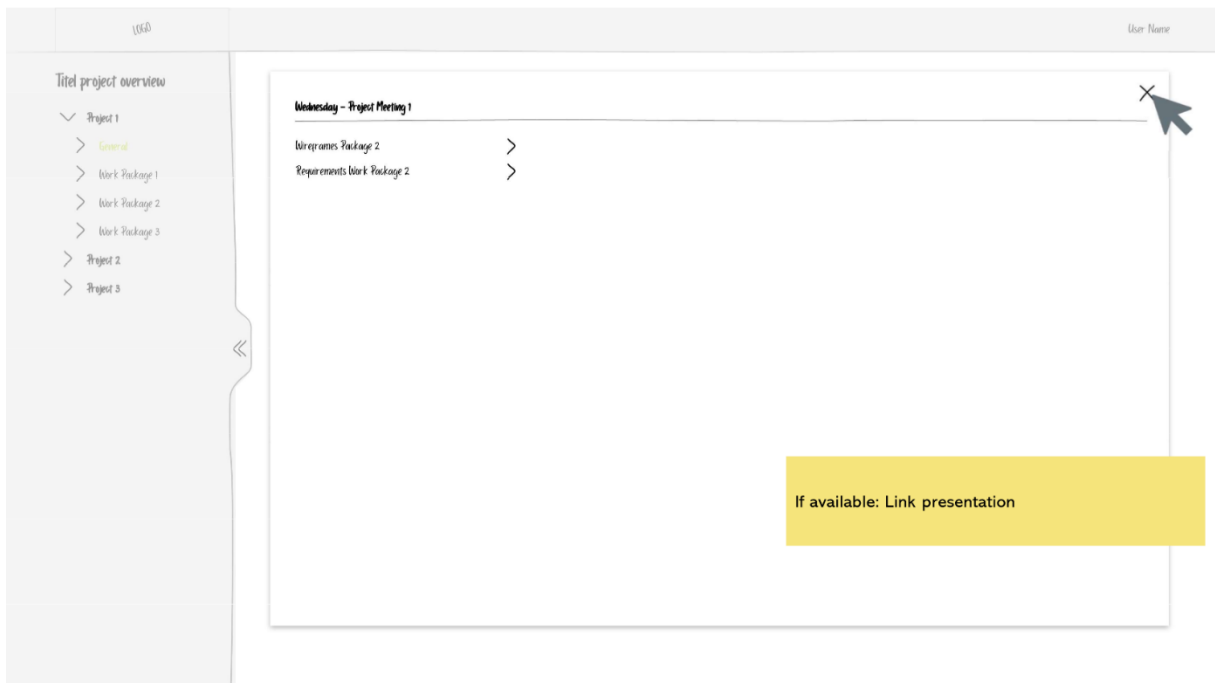 LOGO
User Name
Titel project overview
Project 1
General
Work Package 1
Work Package 2
Work Package 3
Project 2
Project 3
Wednesday - Project Meeting 1
Wireframes Package 2
Requirements Work Package 2
If available: Link presentation